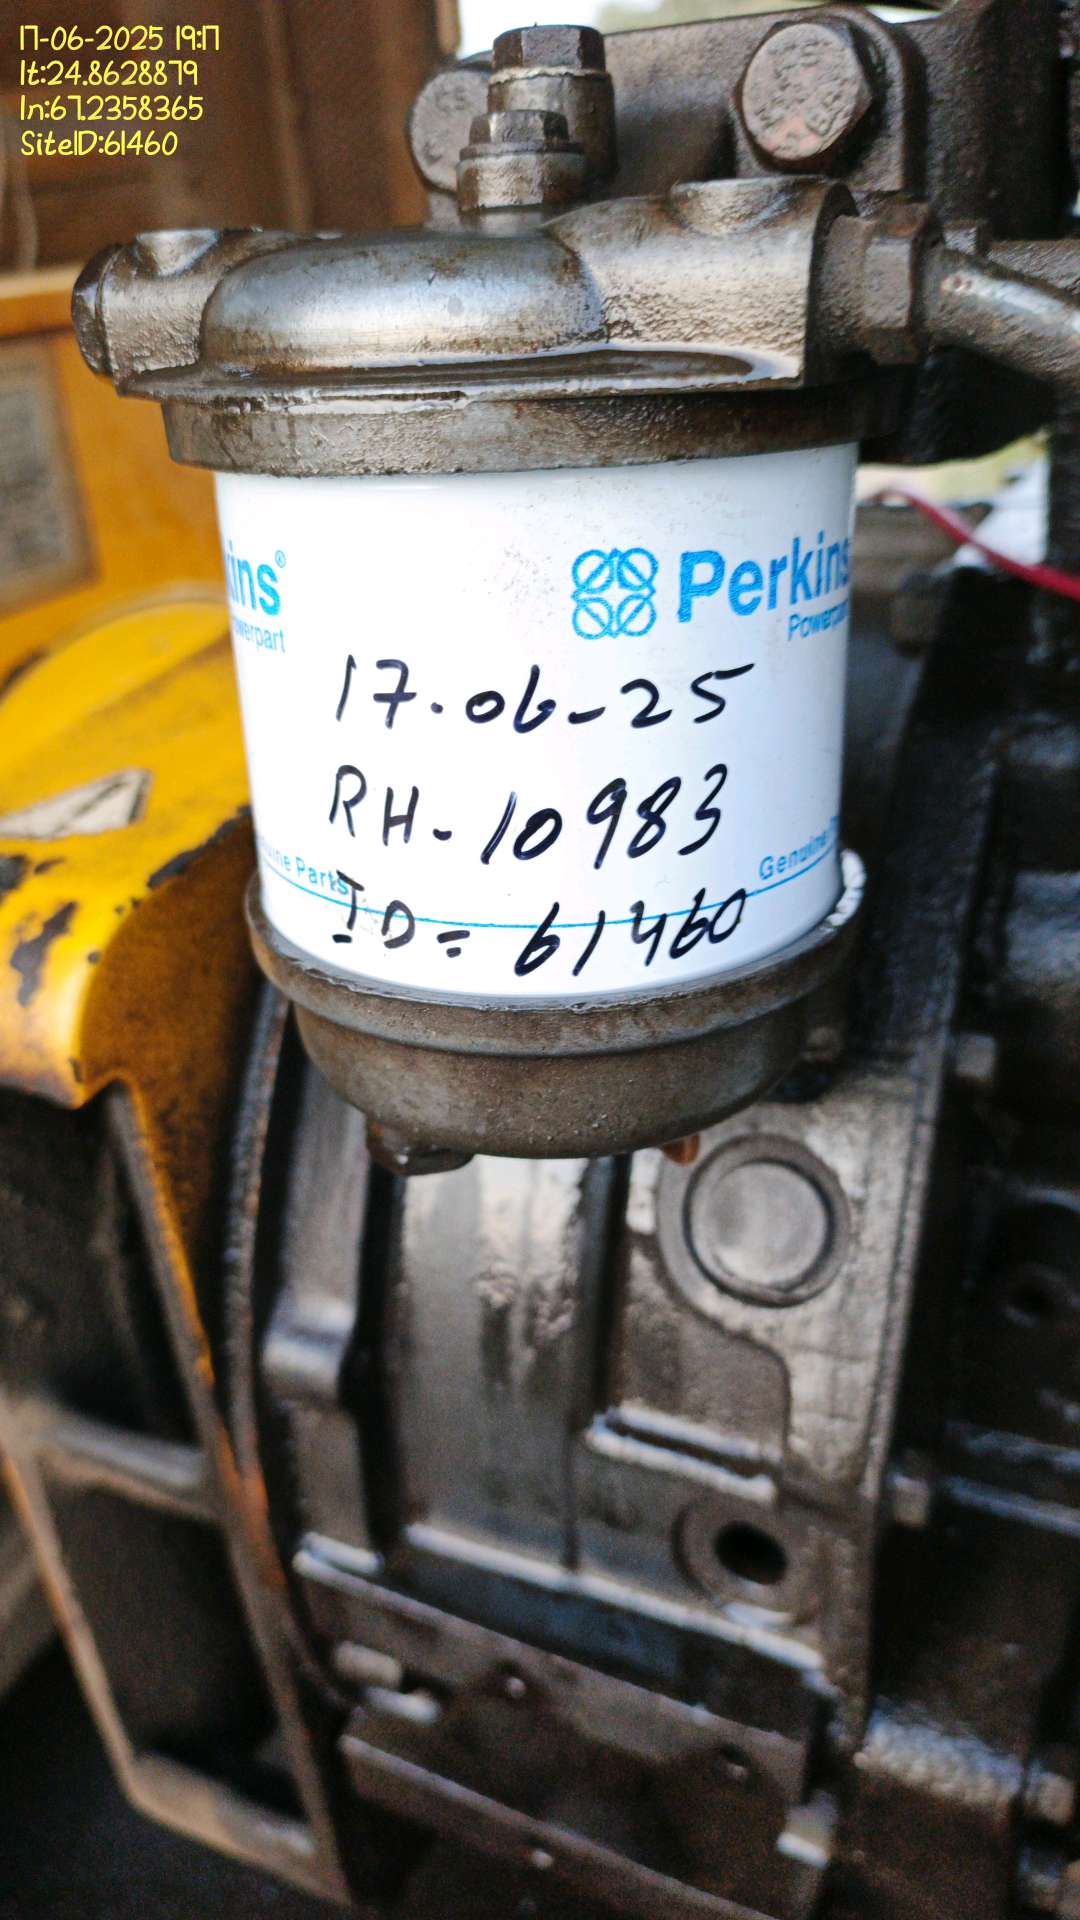 17-06-2025 19:17
lt:24.8628879
ln:67.2358365
SiteID:61460
kins®
Powerpart
Perkins
Powerpart
17.06-25
RH-10983
Genuine Parts
Genuine
ID= 61460